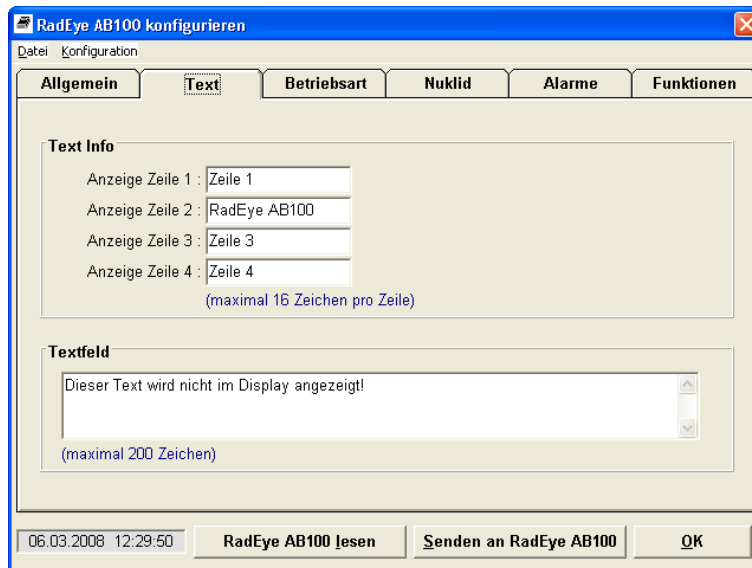 RadEye AB100 konfigurieren
Datei Konfiguration
Allgemein Text Betriebsart Nuklid Alarme Funktionen
Text Info
Anzeige Zeile 1 : Zeile 1
Anzeige Zeile 2 : RadEye AB100
Anzeige Zeile 3 : Zeile 3
Anzeige Zeile 4 : Zeile 4
(maximal 16 Zeichen pro Zeile)
Textfeld
Dieser Text wird nicht im Display angezeigt!
(maximal 200 Zeichen)
06.03.2008 12:29:50 RadEye AB100 lesen Senden an RadEye AB100 OK